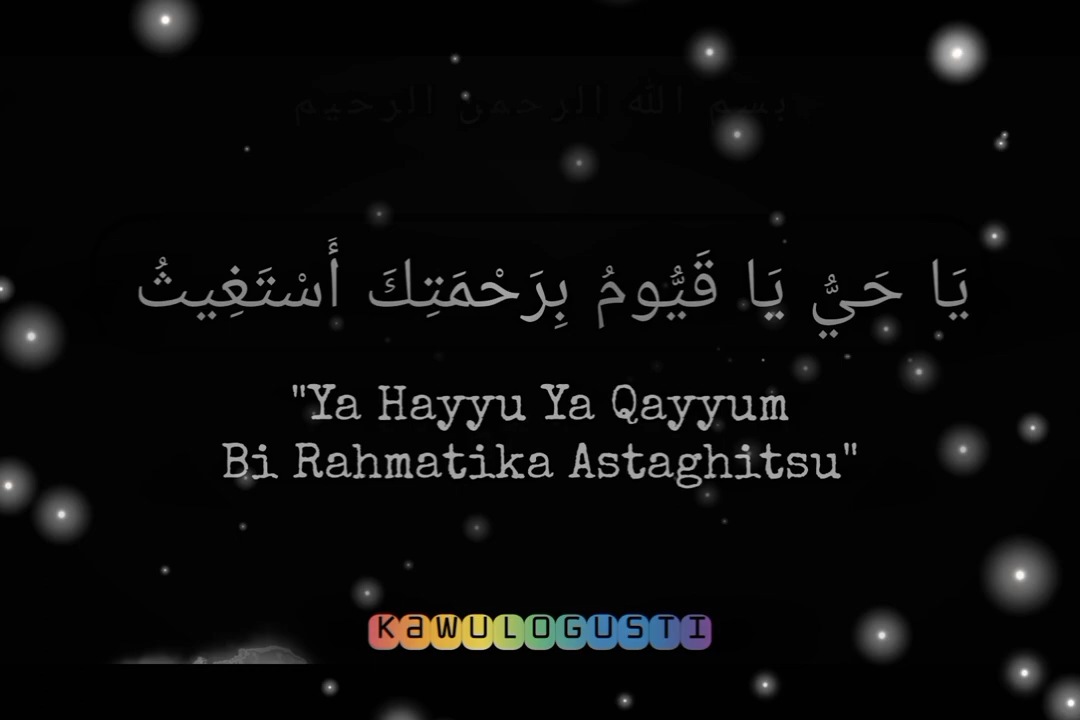 بسم الله الرحمن الرحيم
يَا حَيُّ يَا قَيُّومُ بِرَحْمَتِكَ أَسْتَغِيثُ
"Ya Hayyu Ya Qayyum
Bi Rahmatika Astaghitsu"
KaWULOGUSTI